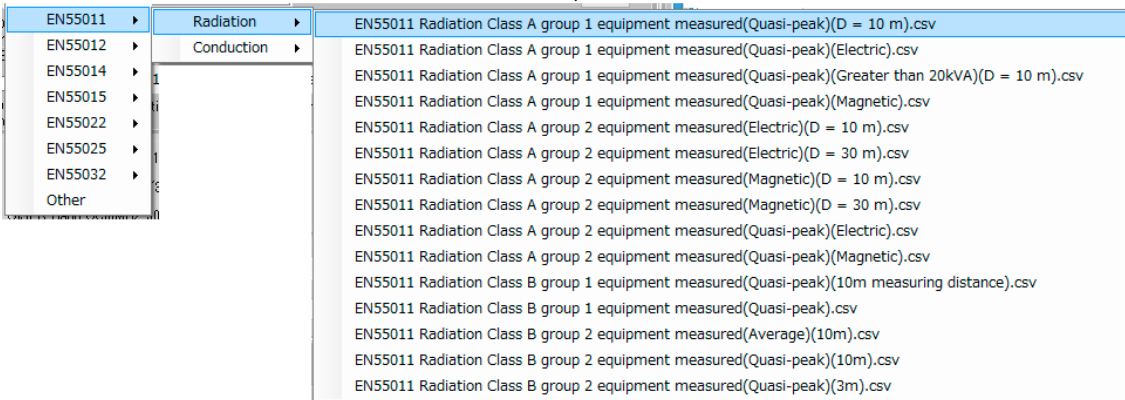 EN55011
EN55012
EN55014
EN55015
EN55022
EN55025
EN55032
Other
Radiation
Conduction
EN55011 Radiation Class A group 1 equipment measured(Quasi-peak)(D = 10 m).csv
EN55011 Radiation Class A group 1 equipment measured(Quasi-peak)(Electric).csv
EN55011 Radiation Class A group 1 equipment measured(Quasi-peak)(Greater than 20kVA)(D = 10 m).csv
EN55011 Radiation Class A group 1 equipment measured(Quasi-peak)(Magnetic).csv
EN55011 Radiation Class A group 2 equipment measured(Electric)(D = 10 m).csv
EN55011 Radiation Class A group 2 equipment measured(Electric)(D = 30 m).csv
EN55011 Radiation Class A group 2 equipment measured(Magnetic)(D = 10 m).csv
EN55011 Radiation Class A group 2 equipment measured(Magnetic)(D = 30 m).csv
EN55011 Radiation Class A group 2 equipment measured(Quasi-peak)(Electric).csv
EN55011 Radiation Class A group 2 equipment measured(Quasi-peak)(Magnetic).csv
EN55011 Radiation Class B group 1 equipment measured(Quasi-peak)(10m measuring distance).csv
EN55011 Radiation Class B group 1 equipment measured(Quasi-peak).csv
EN55011 Radiation Class B group 2 equipment measured(Average)(10m).csv
EN55011 Radiation Class B group 2 equipment measured(Quasi-peak)(10m).csv
EN55011 Radiation Class B group 2 equipment measured(Quasi-peak)(3m).csv